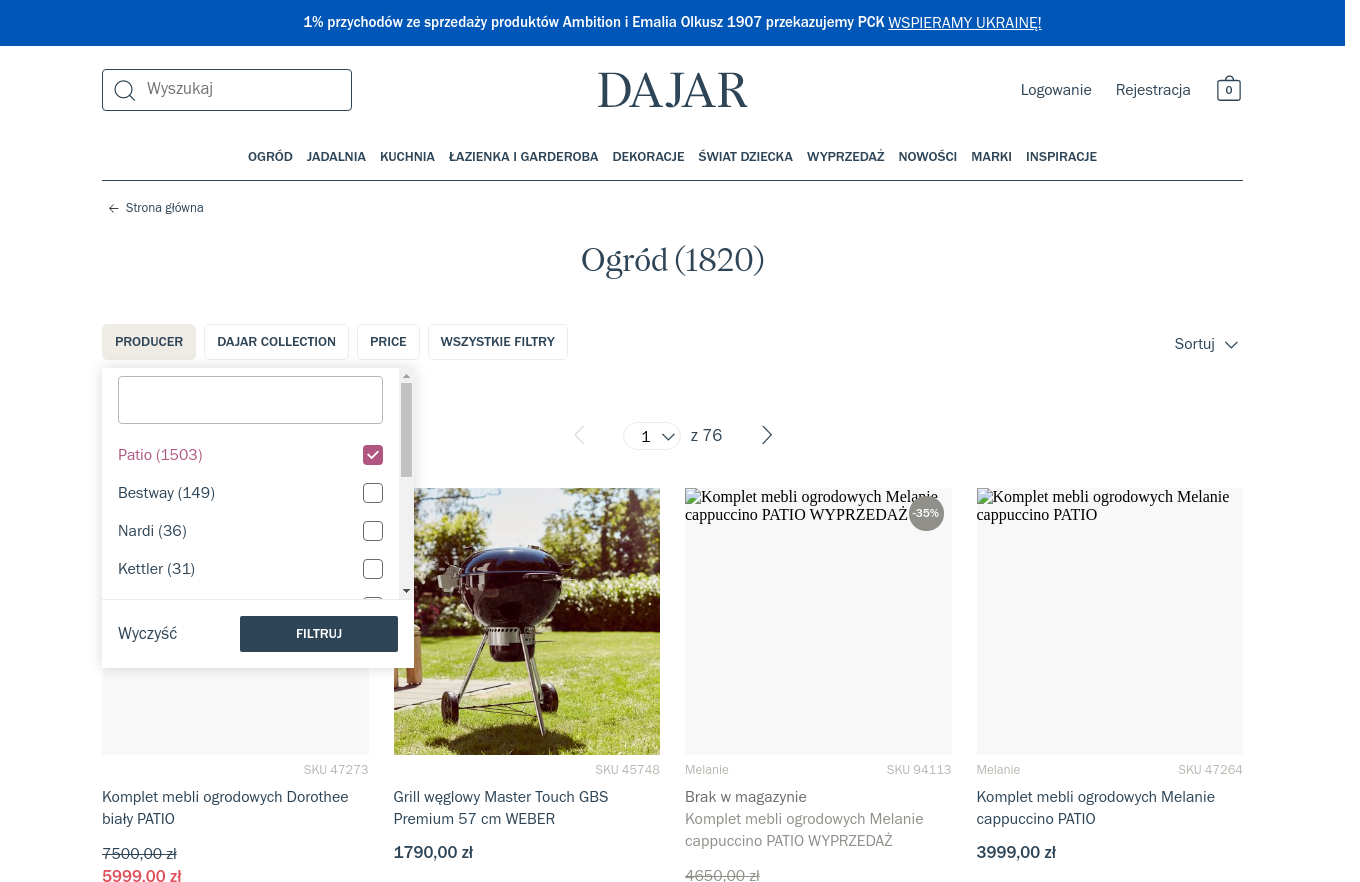 1% przychodów ze sprzedaży produktów Ambition i Emalia Olkusz 1907 przekazujemy PCK WSPIERAMY UKRAINĘ!
Wyszukaj
DAJAR
Logowanie
Rejestracja
0
OGRÓD JADALNIA KUCHNIA ŁAZIENKA I GARDEROBA DEKORACJE ŚWIAT DZIECKA WYPRZEDAŻ NOWOŚCI MARKI INSPIRACJE
Strona główna
Ogród (1820)
PRODUCER
DAJAR COLLECTION
PRICE
WSZYSTKIE FILTRY
Sortuj
Patio (1503)
Bestway (149)
Nardi (36)
Kettler (31)
Wyczyść
FILTRUJ
1 z 76
Komplet mebli ogrodowych Melanie
cappuccino PATIO WYPRZEDAŻ
-35%
Komplet mebli ogrodowych Melanie
cappuccino PATIO
SKU 47273
Komplet mebli ogrodowych Dorothee
biały PATIO
7500,00 zł
5999.00 zł
SKU 45748
Grill węglowy Master Touch GBS
Premium 57 cm WEBER
1790,00 zł
Melanie
SKU 94113
Brak w magazynie
Komplet mebli ogrodowych Melanie
cappuccino PATIO WYPRZEDAŻ
4650,00 zł
Melanie
SKU 47264
Komplet mebli ogrodowych Melanie
cappuccino PATIO
3999,00 zł